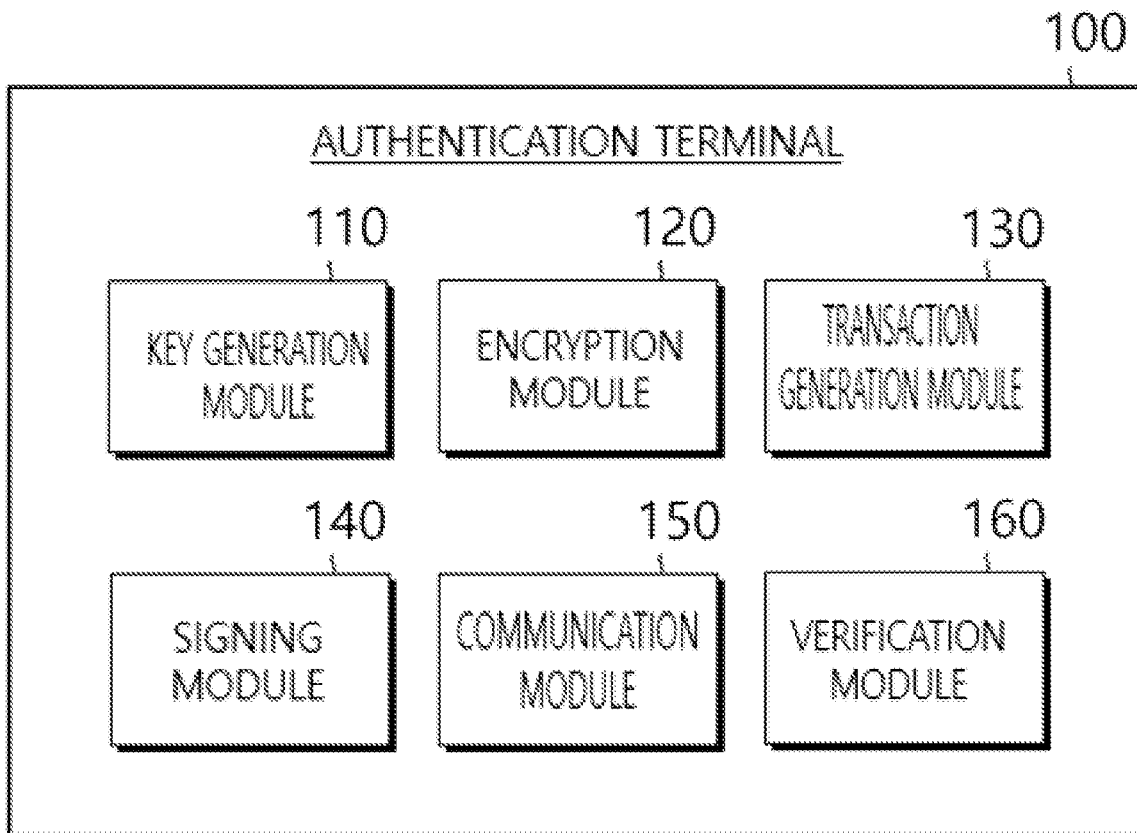 100
AUTHENTICATION TERMINAL
110
120
130
KEY GENERATION
MODULE
ENCRYPTION
MODULE
TRANSACTION
GENERATION MODULE
140
150
160
SIGNING
MODULE
COMMUNICATION
MODULE
VERIFICATION
MODULE